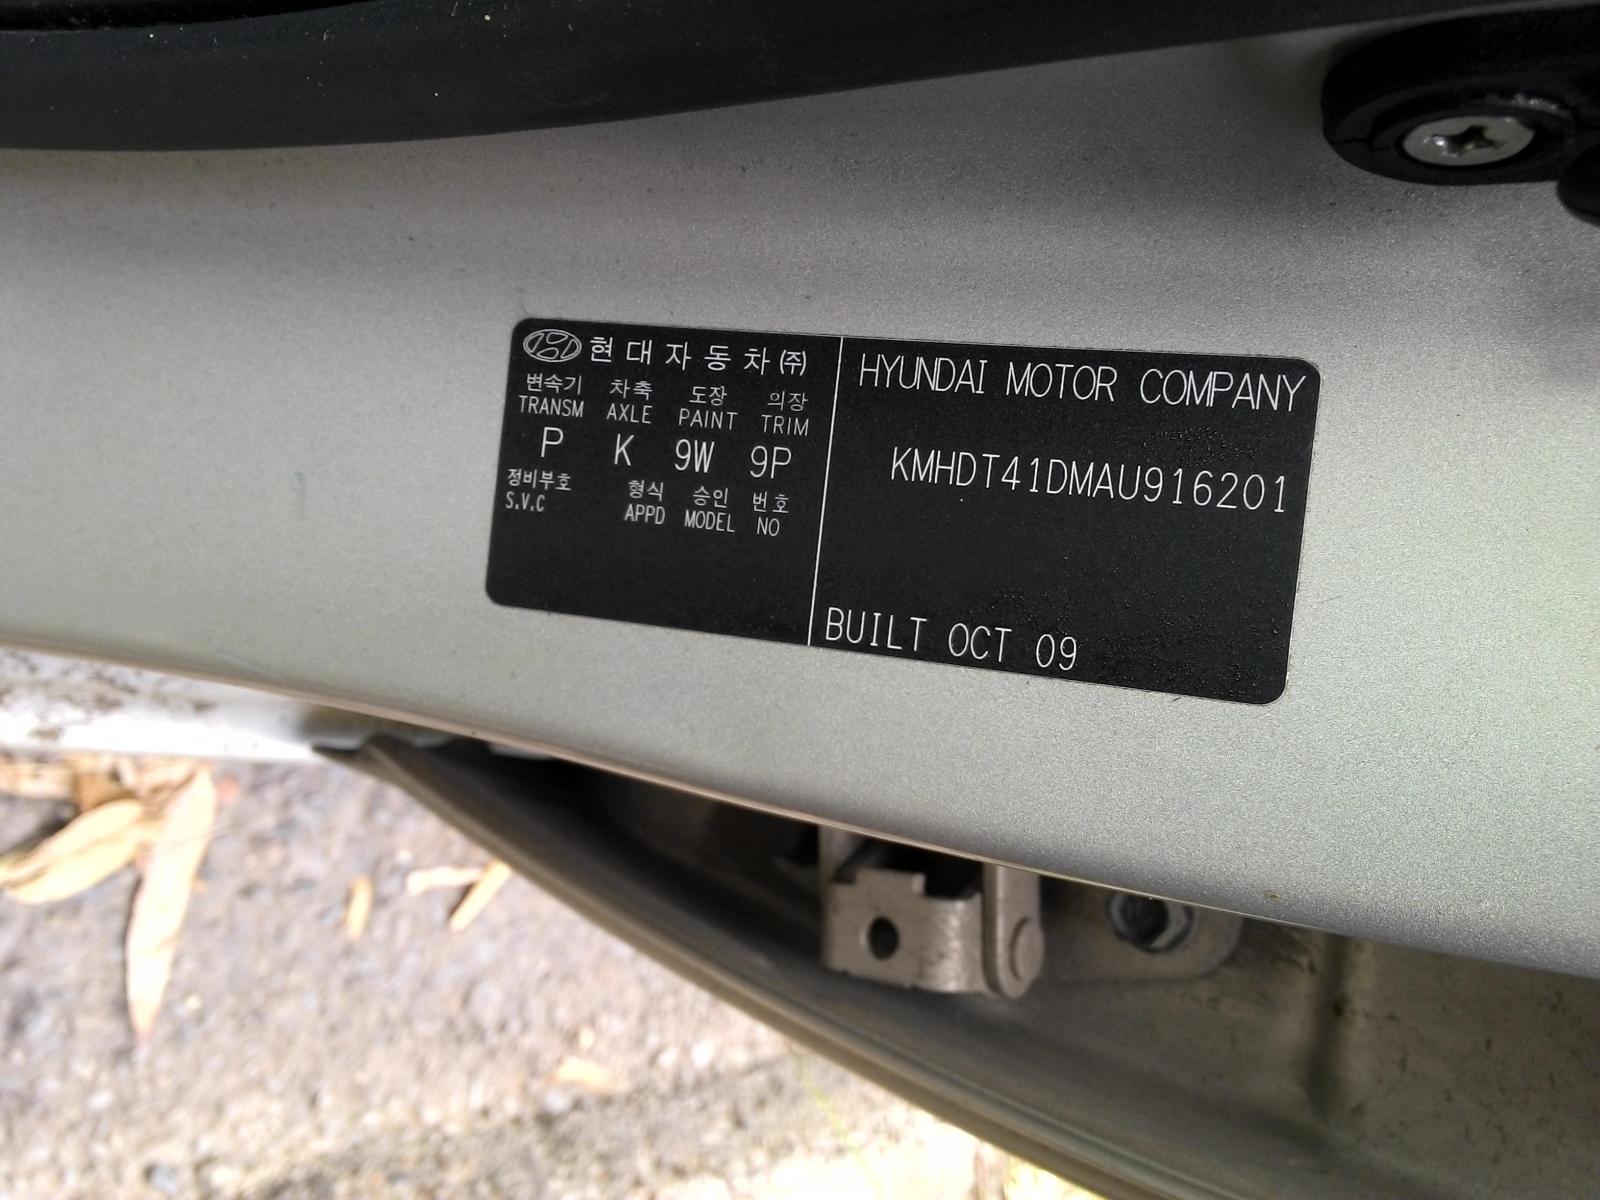 현대자동차(주)
변속기 차축 도장 의장
TRANSM AXLE PAINT TRIM
P K 9W 9P
정비부호 형식 승인 번호
S.V.C APPD MODEL NO
HYUNDAI MOTOR COMPANY
KMHDT41DMAU916201
BUILT OCT 09